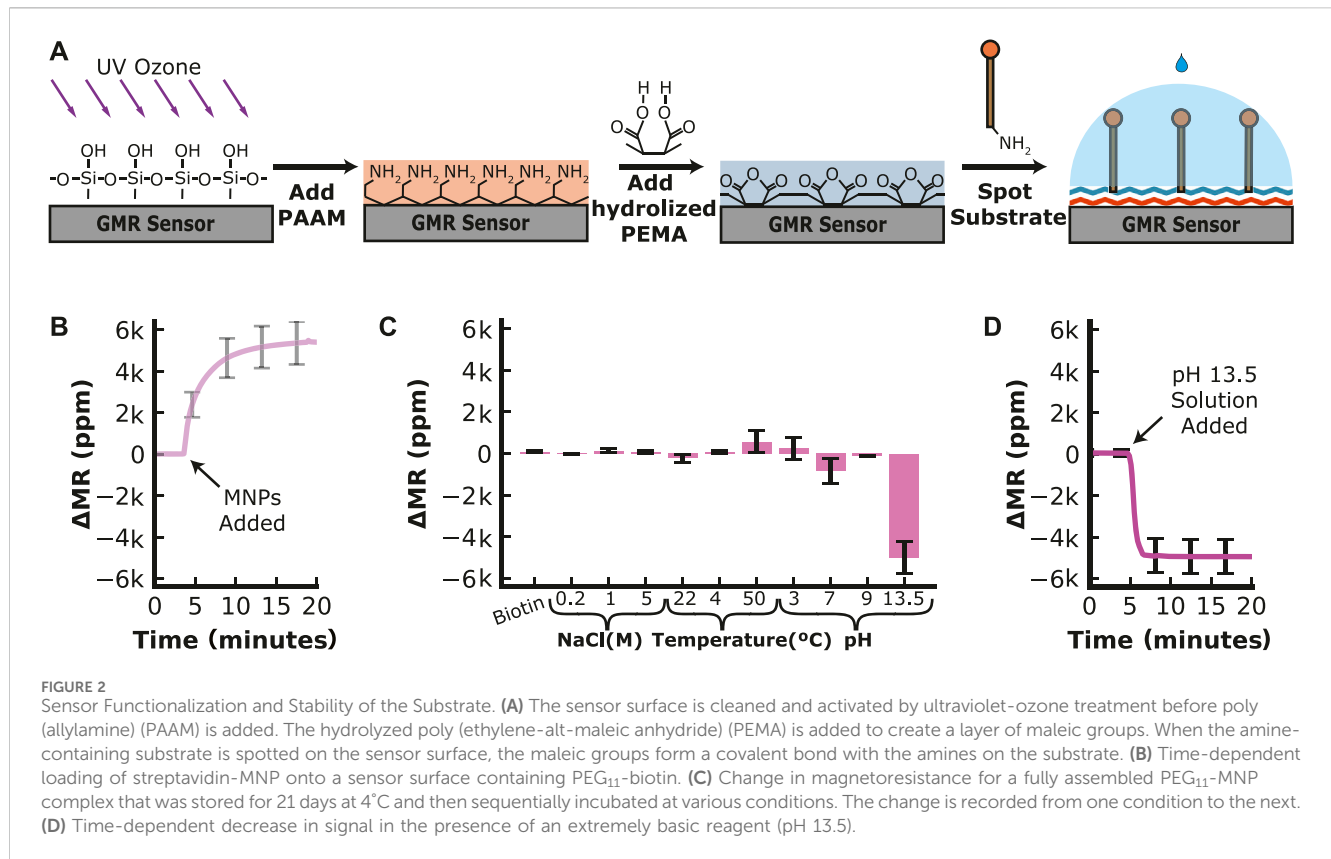 A
UV Ozone
OH OH OH OH
-O-Si-O-Si-O-Si-O-Si-O-
GMR Sensor
Add
PAAM
NH2 NH2 NH2 NH2 NH2 NH2
GMR Sensor
H H
O O
O O
Add
hydrolized
PEMA
O O O O O O O O O
GMR Sensor
NH2
Spot
Substrate
GMR Sensor
B
ΔMR (ppm)
6k
4k
2k
0
−2k
−4k
−6k
MNPs
Added
0 5 10 15 20
Time (minutes)
C
ΔMR (ppm)
6k
4k
2k
0
−2k
−4k
−6k
Biotin 0.2 1 5 22 4 50 3 7 9 13.5
NaCl(M) Temperature(ºC) pH
D
ΔMR (ppm)
6k
4k
2k
0
−2k
−4k
−6k
pH 13.5
Solution
Added
0 5 10 15 20
Time (minutes)
FIGURE 2
Sensor Functionalization and Stability of the Substrate. (A) The sensor surface is cleaned and activated by ultraviolet-ozone treatment before poly
(allylamine) (PAAM) is added. The hydrolyzed poly (ethylene-alt-maleic anhydride) (PEMA) is added to create a layer of maleic groups. When the amine-
containing substrate is spotted on the sensor surface, the maleic groups form a covalent bond with the amines on the substrate. (B) Time-dependent
loading of streptavidin-MNP onto a sensor surface containing PEG11-biotin. (C) Change in magnetoresistance for a fully assembled PEG11-MNP
complex that was stored for 21 days at 4˚C and then sequentially incubated at various conditions. The change is recorded from one condition to the next.
(D) Time-dependent decrease in signal in the presence of an extremely basic reagent (pH 13.5).